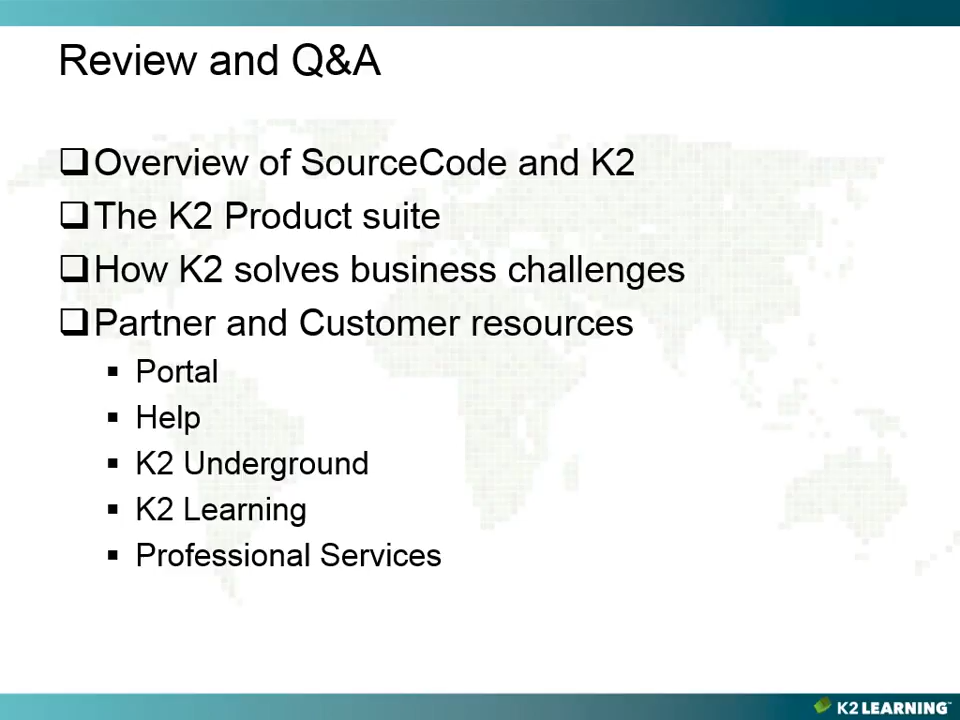 Review and Q&A
Overview of SourceCode and K2
The K2 Product suite
How K2 solves business challenges
Partner and Customer resources
Portal
Help
K2 Underground
K2 Learning
Professional Services
K2 LEARNING™